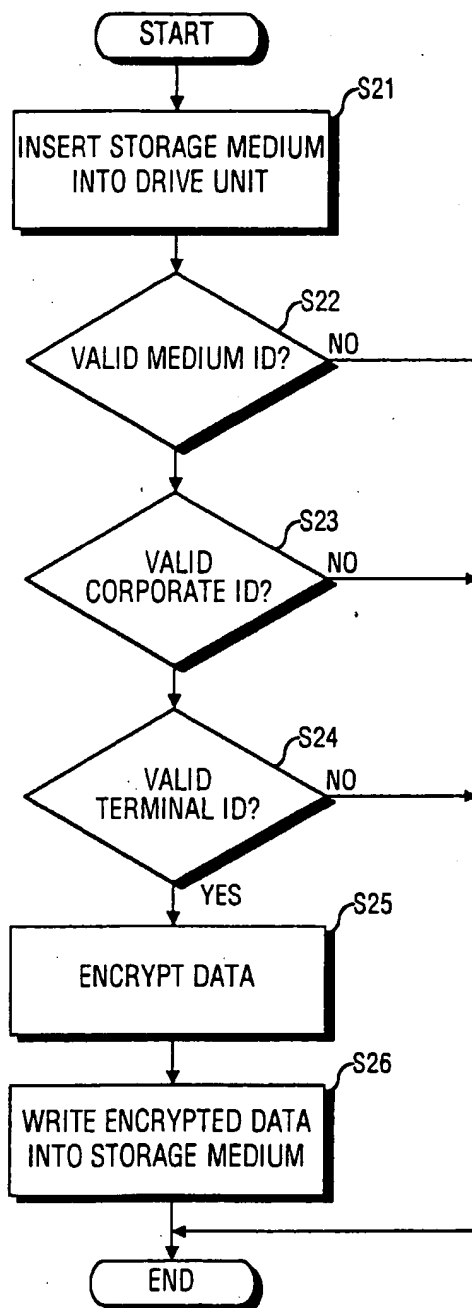 START
S21
INSERT STORAGE MEDIUM
INTO DRIVE UNIT
S22
VALID MEDIUM ID?
NO
S23
VALID
CORPORATE ID?
NO
S24
VALID
TERMINAL ID?
NO
YES
S25
ENCRYPT DATA
S26
WRITE ENCRYPTED DATA
INTO STORAGE MEDIUM
END